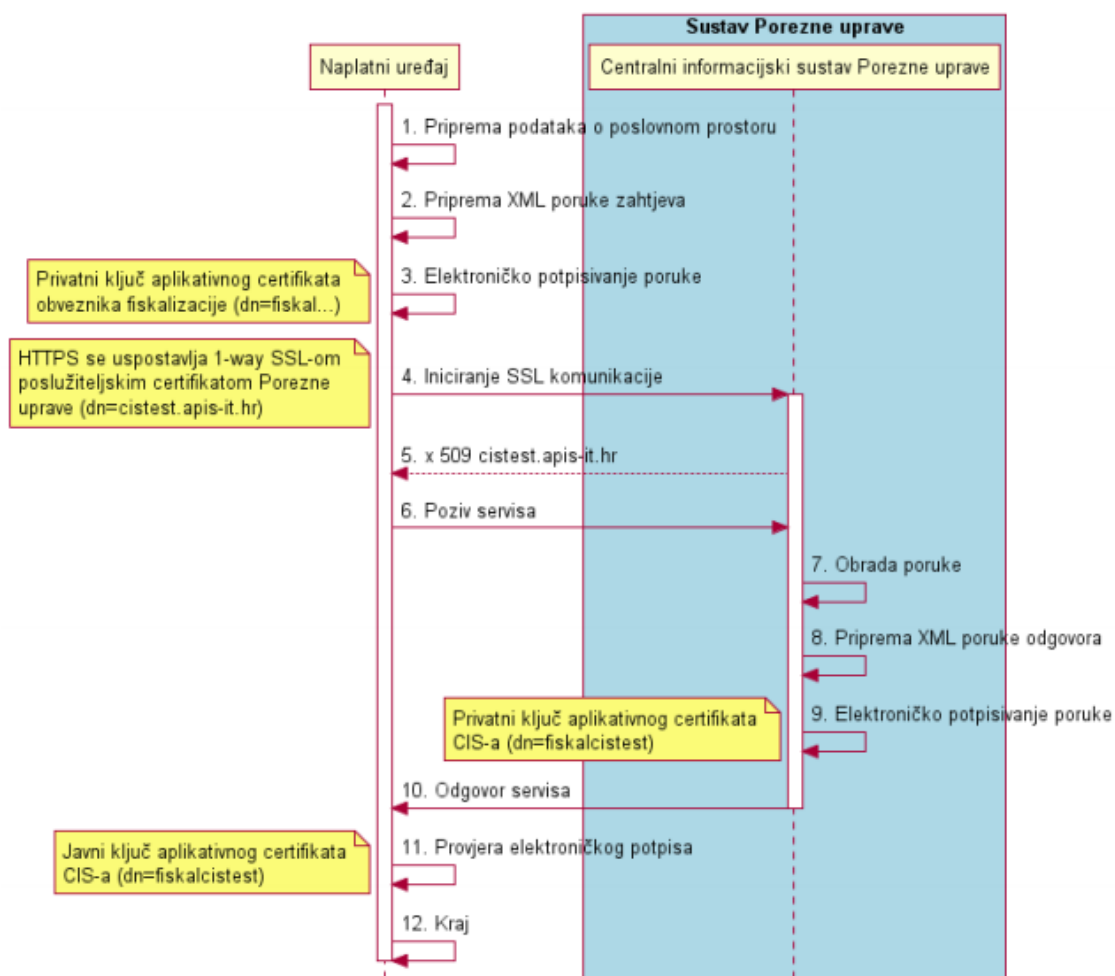 Sustav Porezne uprave
Naplatni uređaj
Centralni informacijski sustav Porezne uprave
1. Priprema podataka o poslovnom prostoru
2. Priprema XML poruke zahtjeva
Privatni ključ aplikativnog certifikata
obveznika fiskalizacije (dn=fiskal...)
3. Elektroničko potpisivanje poruke
HTTPS se uspostavlja 1-way SSL-om
poslužiteljskim certifikatom Porezne
uprave (dn=cistest.apis-it.hr)
4. Iniciranje SSL komunikacije
5. x 509 cistest.apis-it.hr
6. Poziv servisa
7. Obrada poruke
8. Priprema XML poruke odgovora
Privatni ključ aplikativnog certifikata
CIS-a (dn=fiskalcistest)
9. Elektroničko potpisivanje poruke
10. Odgovor servisa
Javni ključ aplikativnog certifikata
CIS-a (dn=fiskalcistest)
11. Provjera elektroničkog potpisa
12. Kraj